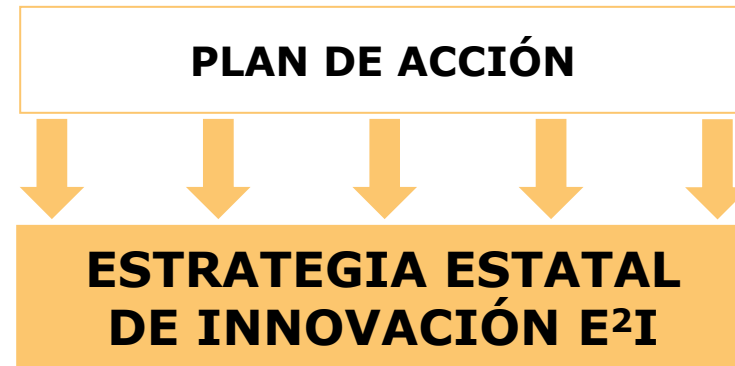 PLAN DE ACCIÓN
ESTRATEGIA ESTATAL
DE INNOVACIÓN E²I